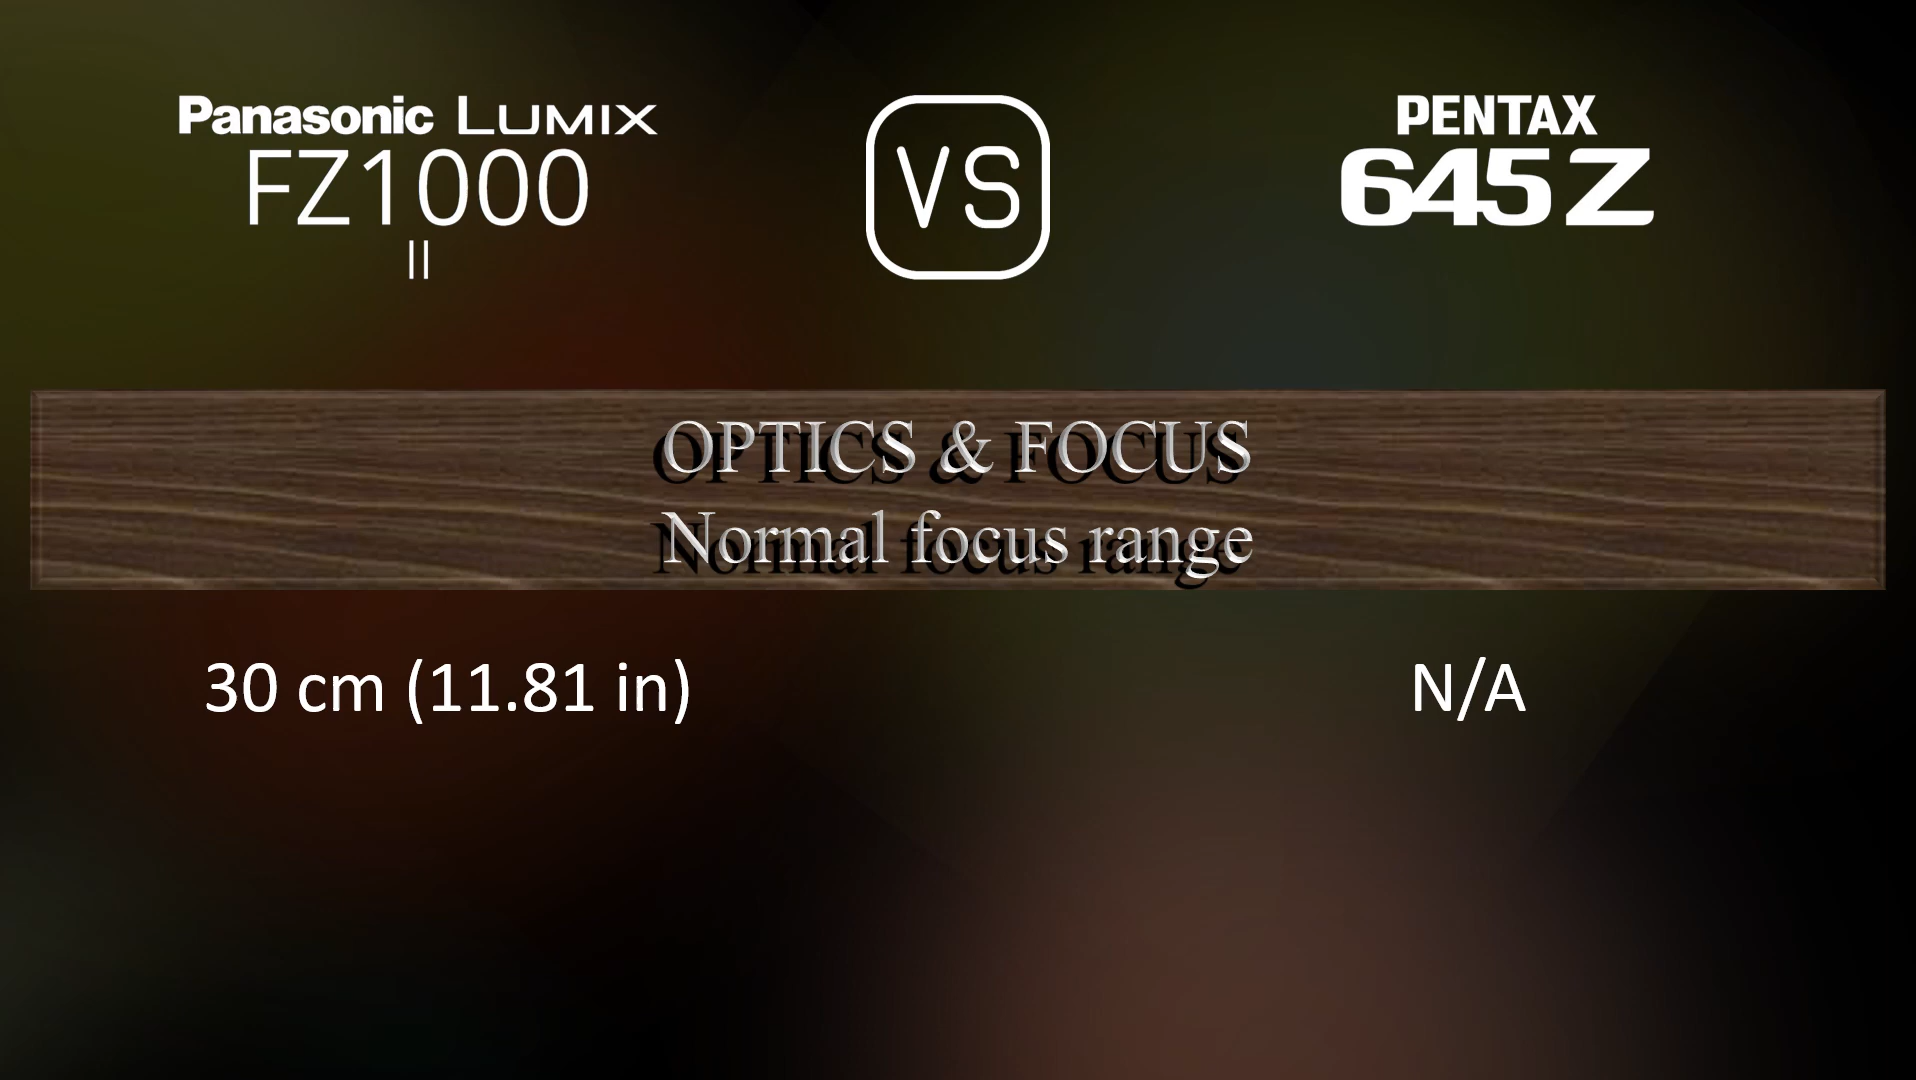 Panasonic LUMIX
FZ1000
II
VS
PENTAX
645Z
OPTICS & FOCUS
Normal focus range
30 cm (11.81 in)
N/A